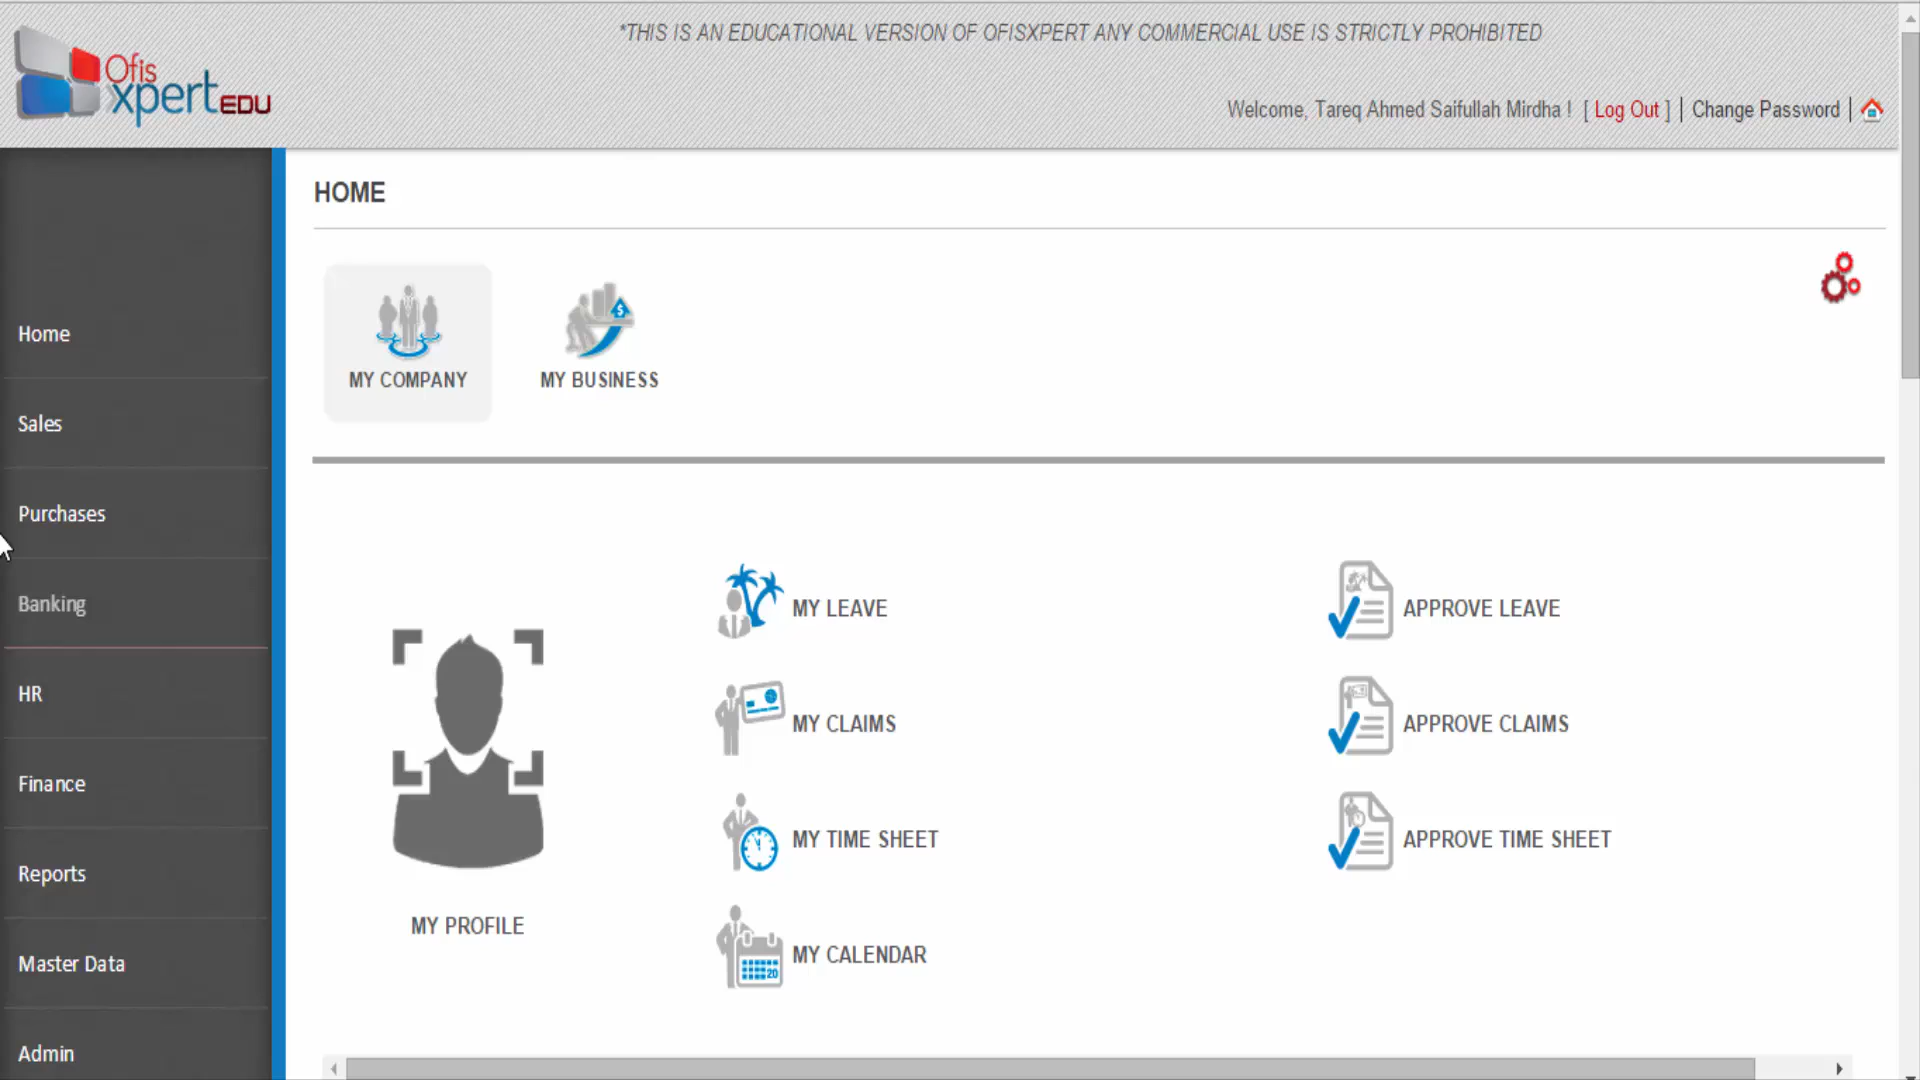 *THIS IS AN EDUCATIONAL VERSION OF OFISXPERT ANY COMMERCIAL USE IS STRICTLY PROHIBITED
Ofis
xpert EDU
Welcome, Tareq Ahmed Saifullah Mirdha ! [ Log Out ] | Change Password |
HOME
MY COMPANY
MY BUSINESS
Home
Sales
Purchases
Banking
HR
Finance
Reports
Master Data
Admin
MY PROFILE
MY LEAVE
MY CLAIMS
MY TIME SHEET
MY CALENDAR
20
APPROVE LEAVE
APPROVE CLAIMS
APPROVE TIME SHEET